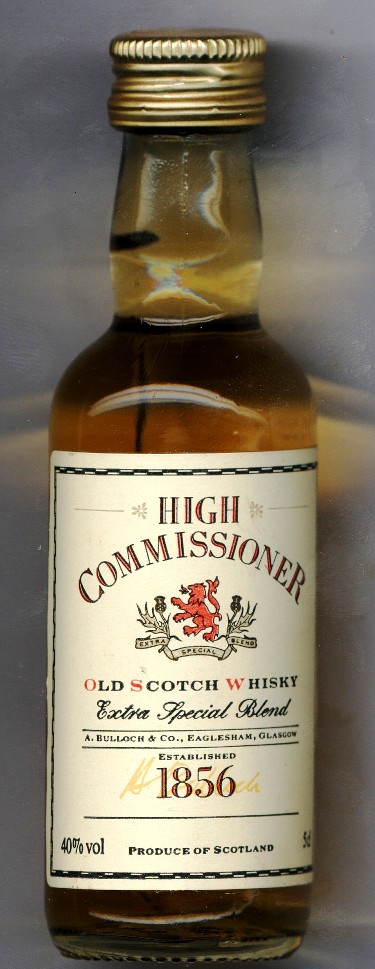 HIGH
COMMISSIONER
EXTRA SPECIAL BLEND
OLD SCOTCH WHISKY
Extra Special Blend
A. BULLOCH & CO., EAGLESHAM, GLASGOW
ESTABLISHED
1856
40% vol PRODUCE OF SCOTLAND